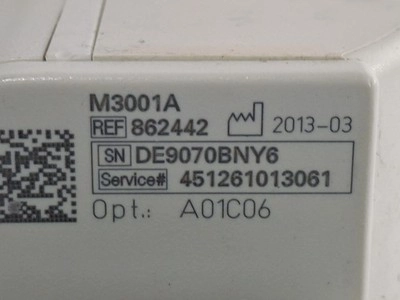 M3001A
REF 862442 2013-03
SN DE9070BNY6
Service# 451261013061
Opt.: A01C06